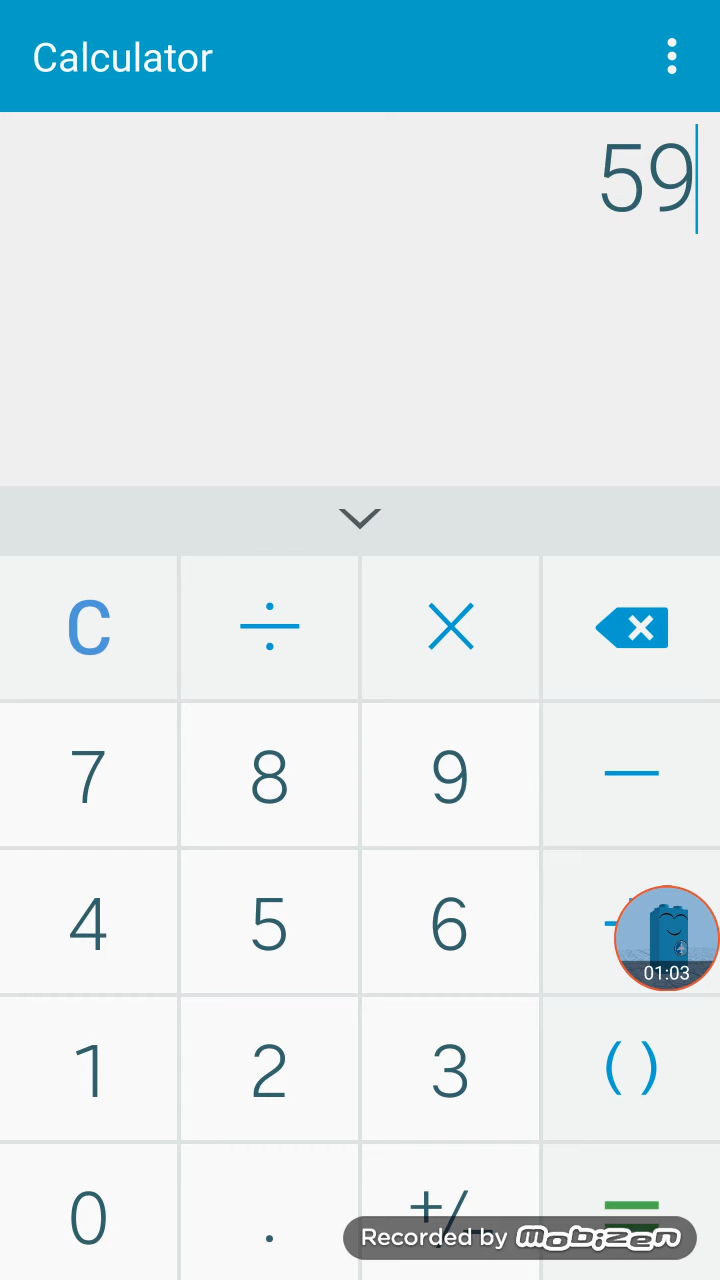 Calculator
59
C ÷ ×
7 8 9 —
4 5 6
01:03
1 2 3 ( )
0 . +/-
Recorded by mobizen